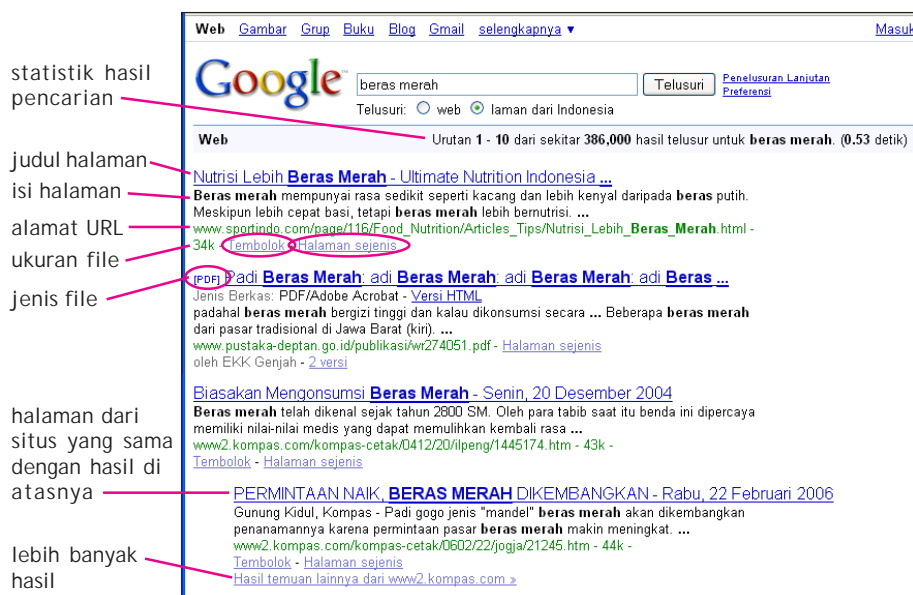 Web Gambar Grup Buku Blog Gmail selengkapnya ▼ Masuk
Google™ beras merah Telusuri Penelusuran Lanjutan
Preferensi
Telusuri: web laman dari Indonesia
Web Urutan 1 - 10 dari sekitar 386,000 hasil telusur untuk beras merah. (0.53 detik)
statistik hasil
pencarian
judul halaman
isi halaman
alamat URL
ukuran file
jenis file
Nutrisi Lebih Beras Merah - Ultimate Nutrition Indonesia ...
Beras merah mempunyai rasa sedikit seperti kacang dan lebih kenyal daripada beras putih.
Meskipun lebih cepat basi, tetapi beras merah lebih bernutrisi. ...
www.sportindo.com/page/116/Food_Nutrition/Articles_Tips/Nutrisi_Lebih_Beras_Merah.html -
34k - Tembolok - Halaman sejenis
[PDF] Padi Beras Merah: adi Beras Merah: adi Beras Merah: adi Beras ...
Jenis Berkas: PDF/Adobe Acrobat - Versi HTML
padahal beras merah bergizi tinggi dan kalau dikonsumsi secara ... Beberapa beras merah
dari pasar tradisional di Jawa Barat (kiri). ...
www.pustaka-deptan.go.id/publikasi/wr274051.pdf - Halaman sejenis
oleh EKK Genjah - 2 versi
Biasakan Mengonsumsi Beras Merah - Senin, 20 Desember 2004
Beras merah telah dikenal sejak tahun 2800 SM. Oleh para tabib saat itu benda ini dipercaya
memiliki nilai-nilai medis yang dapat memulihkan kembali rasa ...
www2.kompas.com/kompas-cetak/0412/20/ilpeng/1445174.htm - 43k -
Tembolok - Halaman sejenis
halaman dari
situs yang sama
dengan hasil di
atasnya
PERMINTAAN NAIK, BERAS MERAH DIKEMBANGKAN - Rabu, 22 Februari 2006
Gunung Kidul, Kompas - Padi gogo jenis "mandel" beras merah akan dikembangkan
penanamannya karena permintaan pasar beras merah makin meningkat. ...
www2.kompas.com/kompas-cetak/0602/22/jogja/21245.htm - 44k -
Tembolok - Halaman sejenis
Hasil temuan lainnya dari www2.kompas.com »
lebih banyak
hasil